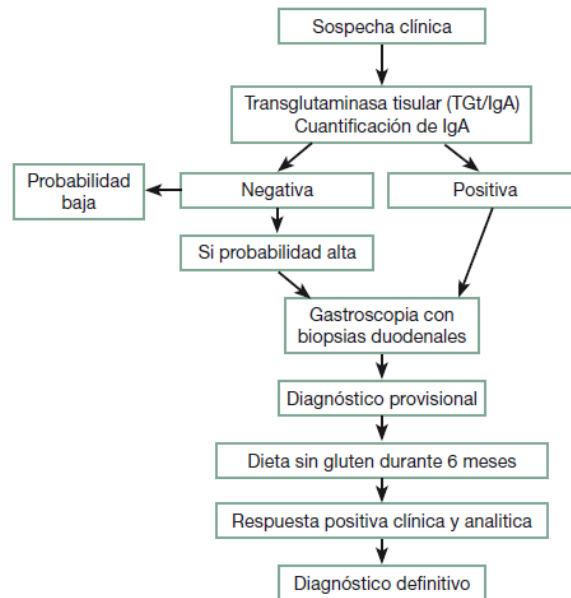 Sospecha clínica
Transglutaminasa tisular (TGt/IgA)
Cuantificación de IgA
Probabilidad
baja
Negativa
Positiva
Si probabilidad alta
Gastroscopia con
biopsias duodenales
Diagnóstico provisional
Dieta sin gluten durante 6 meses
Respuesta positiva clínica y analitica
Diagnóstico definitivo